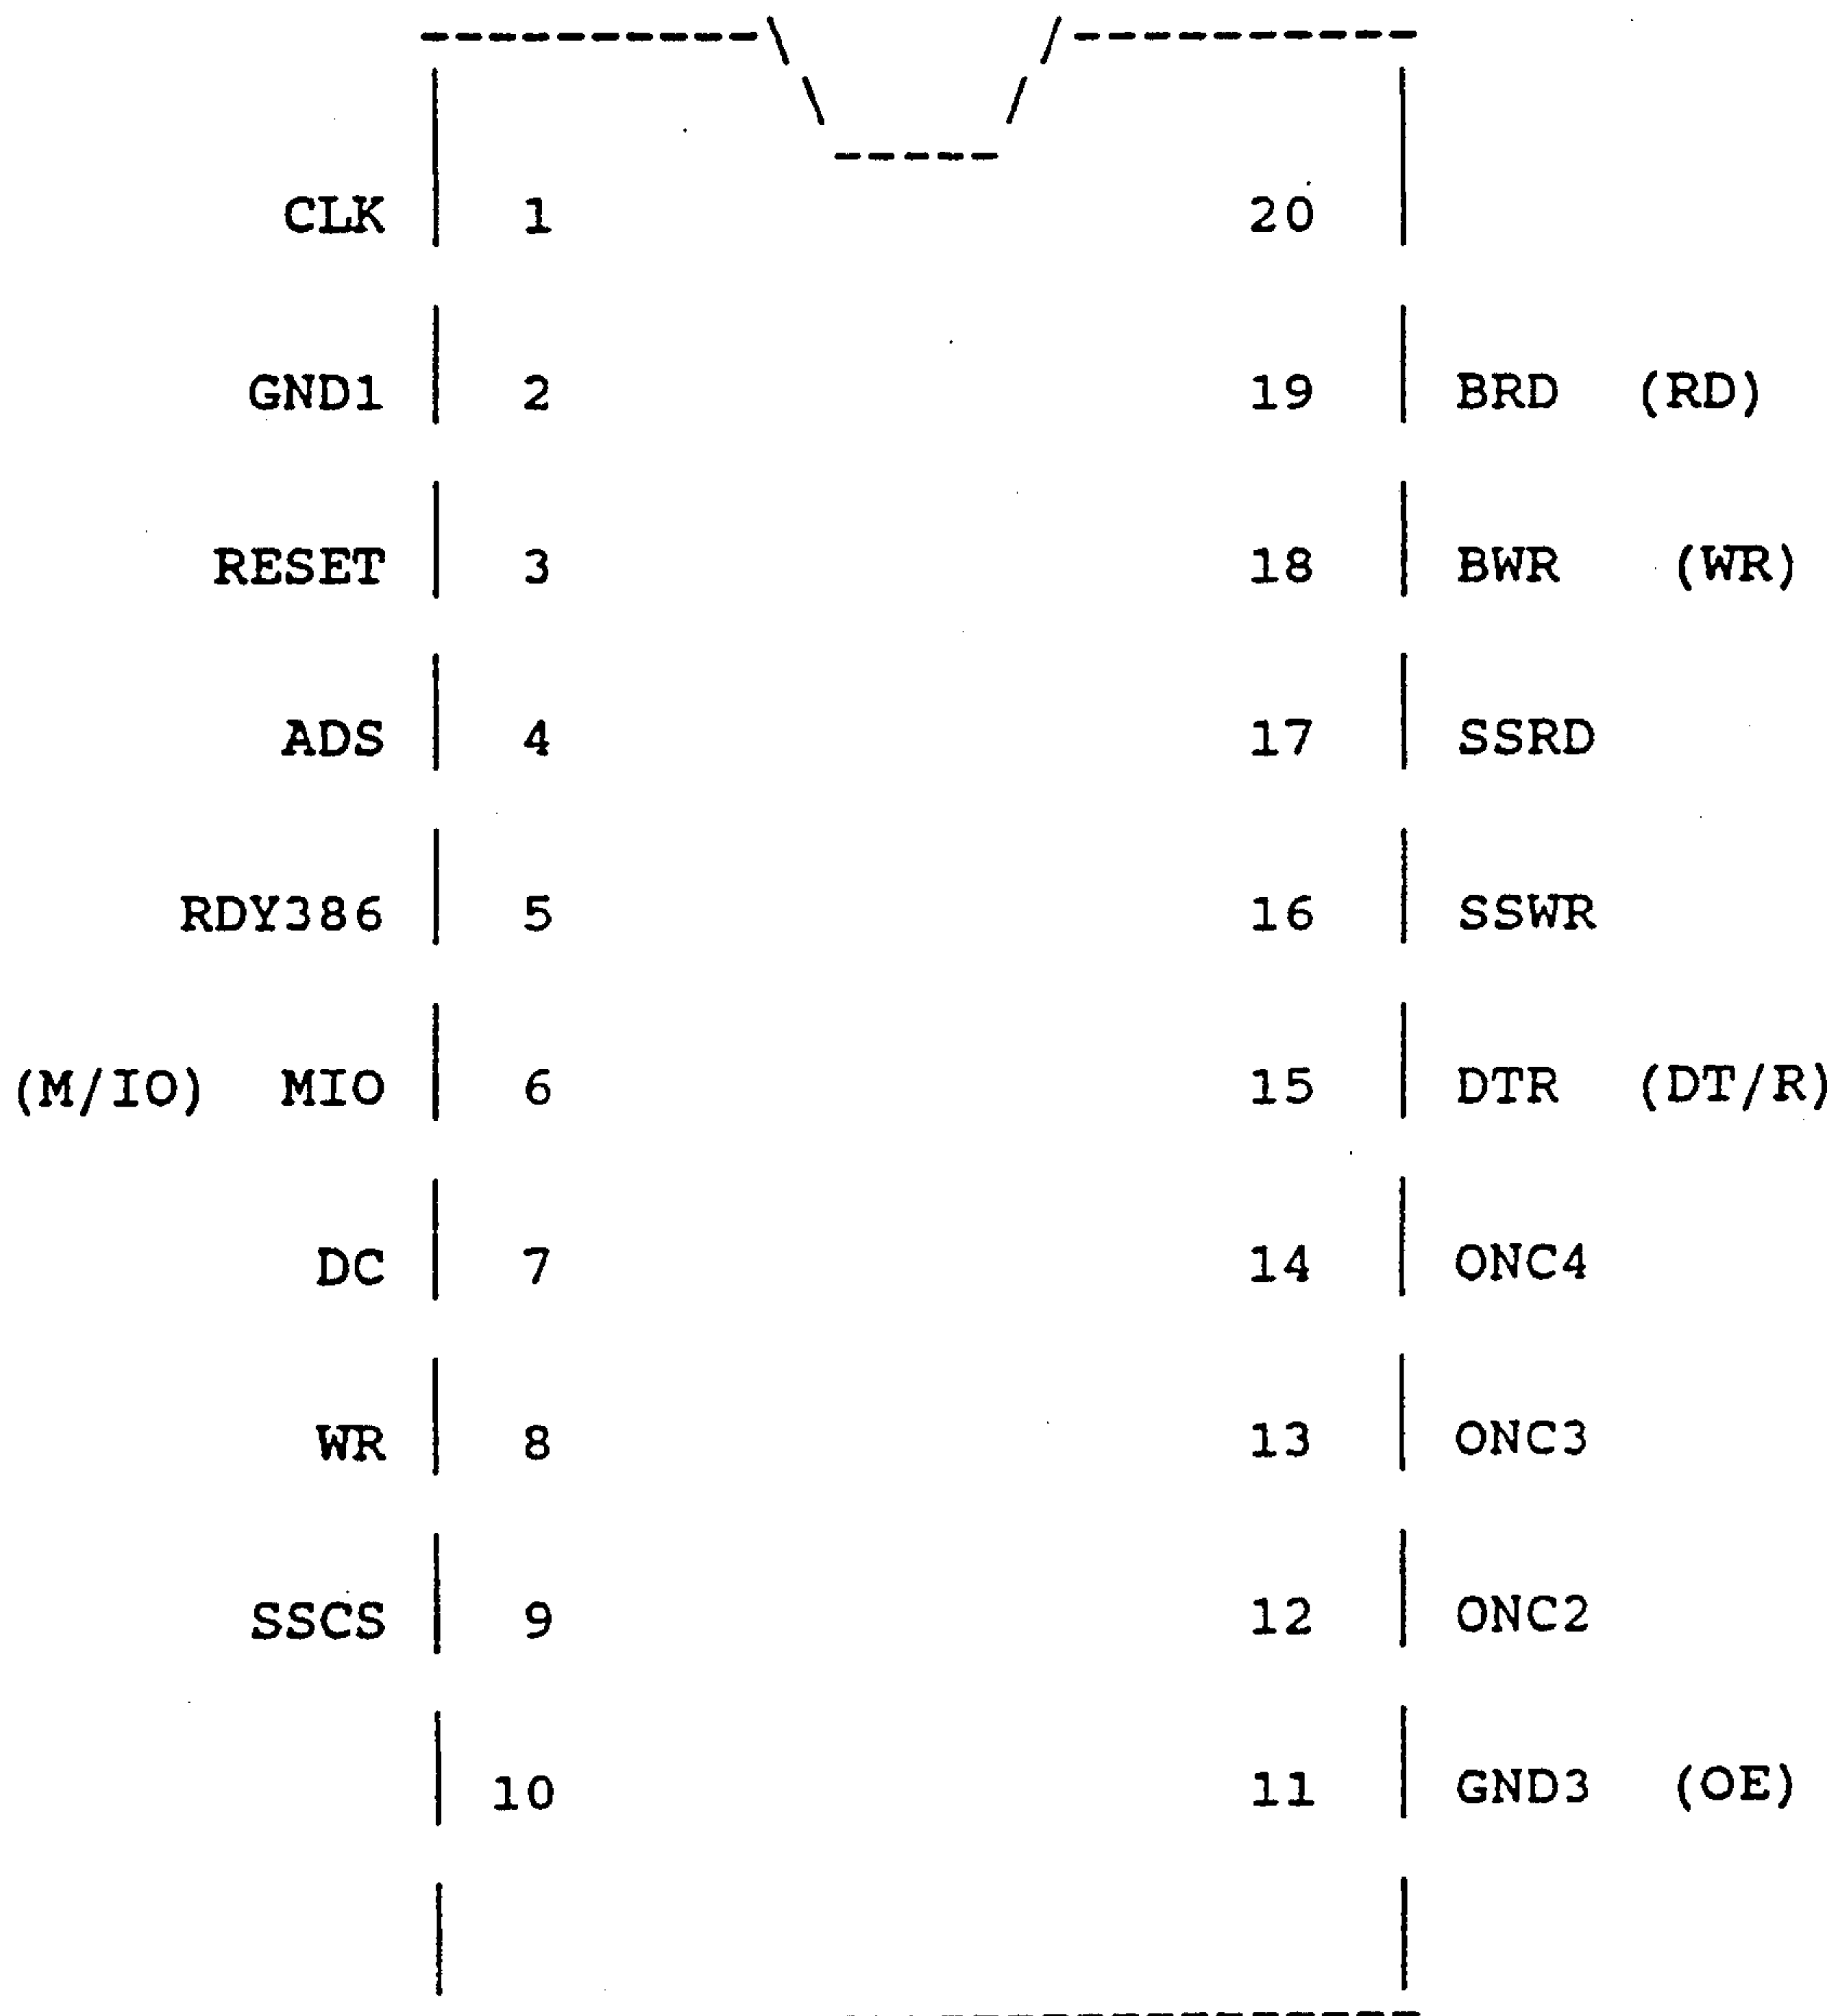 CLK 1 20
GND1 2 19 BRD (RD)
RESET 3 18 BWR (WR)
ADS 4 17 SSRD
RDY386 5 16 SSWR
(M/IO) MIO 6 15 DTR (DT/R)
DC 7 14 ONC4
WR 8 13 ONC3
SSCS 9 12 ONC2
10 11 GND3 (OE)